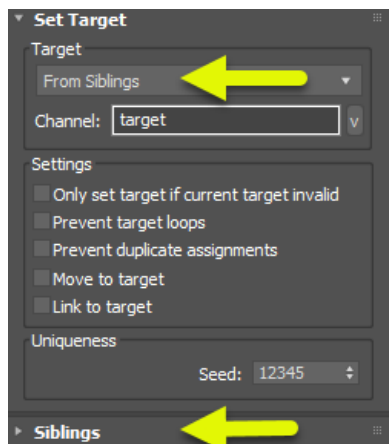 Set Target
Target
From Siblings
Channel: target v
Settings
Only set target if current target invalid
Prevent target loops
Prevent duplicate assignments
Move to target
Link to target
Uniqueness
Seed: 12345
Siblings